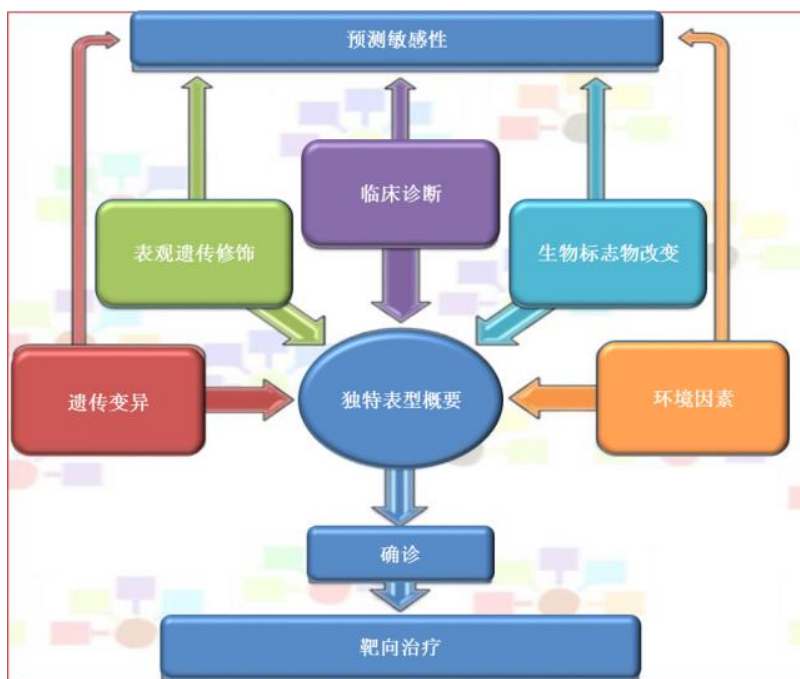 预测敏感性
临床诊断
表观遗传修饰
生物标志物改变
遗传变异
独特表型概要
环境因素
确诊
靶向治疗